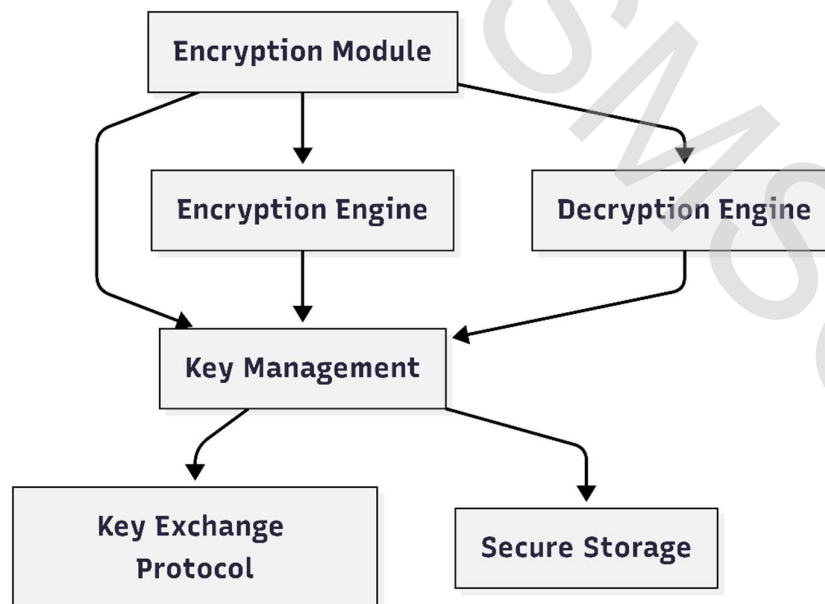 Encryption Module
Encryption Engine
Decryption Engine
Key Management
Key Exchange
Protocol
Secure Storage